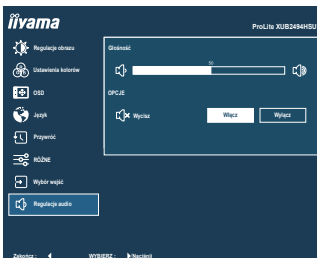 iiyama
ProLite XUB2494HSU
Regulacje obrazu
Ustawienia kolorów
OSD
Język
Przywróć
RÓŻNE
Wybór wejść
Regulacje audio
Głośność
50
OPCJE
Wycisz
Włącz
Wyłącz
Zakończ :
WYBIERZ :
Naciśnij